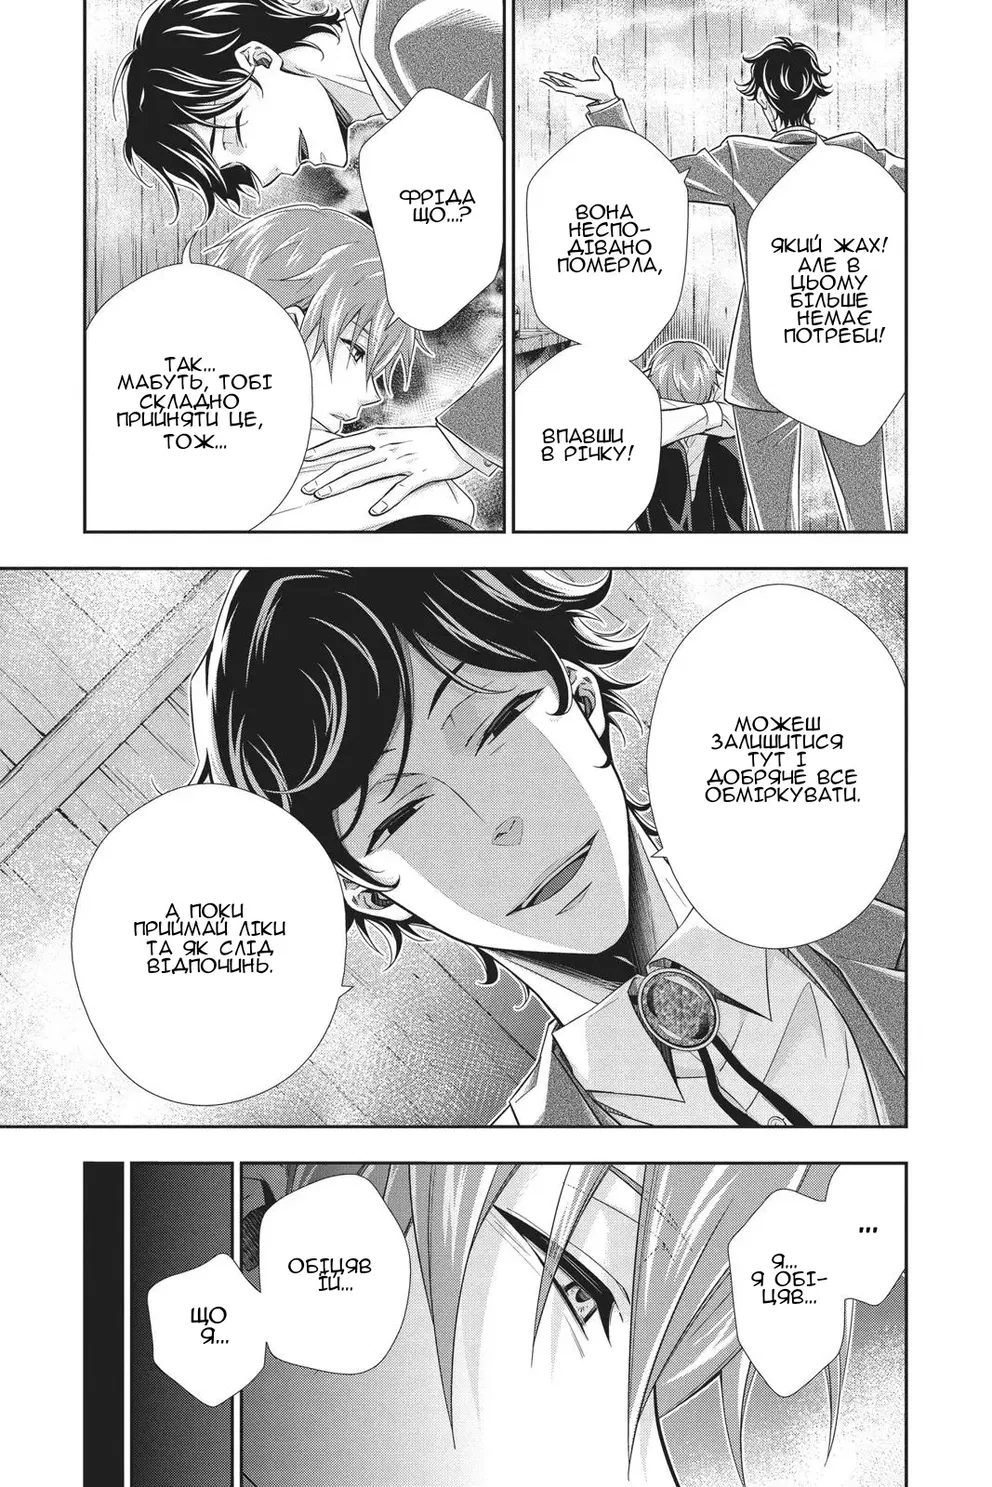 ЯКИЙ ЖАХ!
АЛЕ В
ЦЬОМУ
БІЛЬШЕ
НЕМАЄ
ПОТРЕБИ!
ВОНА
НЕСПО-
ДІВАНО
ПОМЕРЛА,
ВПАВШИ
В РІЧКУ!
ФРІДА
ЩО...?
ТАК...
МАБУТЬ, ТОБІ
СКЛАДНО
ПРИЙНЯТИ ЦЕ,
ТОЖ...
МОЖЕШ
ЗАЛИШИТИСЯ
ТУТ І
ДОБРЯЧЕ ВСЕ
ОБМІРКУВАТИ.
А ПОКИ
ПРИЙМАЙ ЛІКИ
ТА ЯК СЛІД
ВІДПОЧИНЬ.
...
Я...
Я ОБІ-
ЦЯВ...
ОБІЦЯВ
ЇЙ...
ЩО
Я...